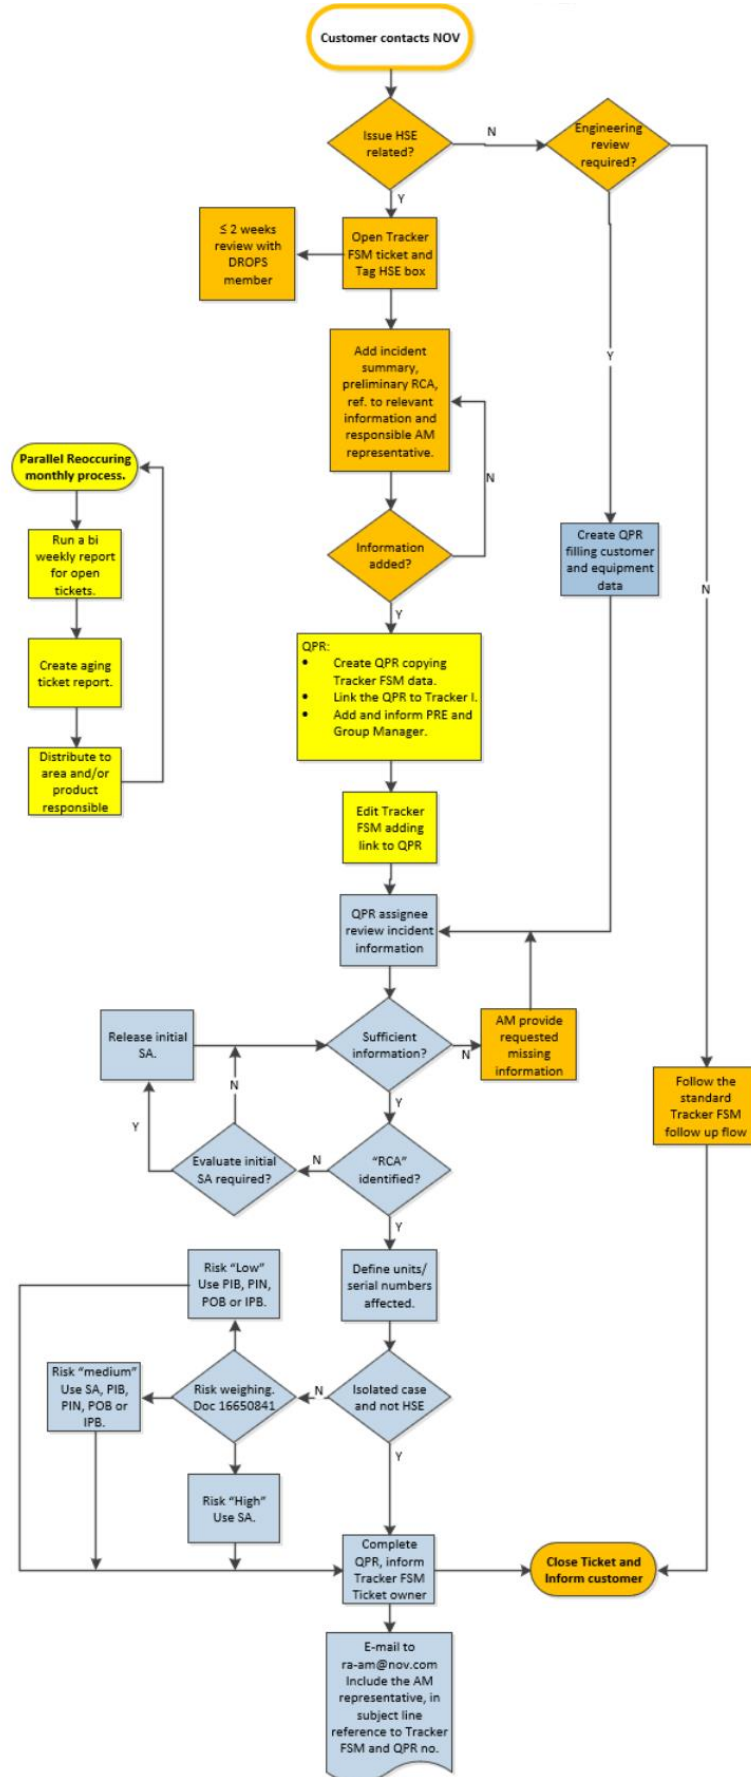 Customer contacts NOV
Issue HSE
related?
N
Engineering
review
required?
Y
≤ 2 weeks
review with
DROPS
member
Open Tracker
FSM ticket and
Tag HSE box
Add incident
summary,
preliminary RCA,
ref. to relevant
information and
responsible AM
representative.
Y
N
Parallel Reoccuring
monthly process.
Run a bi
weekly report
for open
tickets.
Create aging
ticket report.
Distribute to
area and/or
product
responsible
Information
added?
Y
Create QPR
filling customer
and equipment
data
N
QPR:
• Create QPR copying
Tracker FSM data.
• Link the QPR to Tracker I.
• Add and inform PRE and
Group Manager.
Edit Tracker
FSM adding
link to QPR
QPR assignee
review incident
information
Release initial
SA.
Sufficient
information?
N
AM provide
requested
missing
information
N
Y
Y
Evaluate initial
SA required?
N
"RCA"
identified?
Y
Follow the
standard
Tracker FSM
follow up flow
Risk "Low"
Use PIB, PIN,
POB or IPB.
Define units/
serial numbers
affected.
Risk "medium"
Use SA, PIB,
PIN, POB or
IPB.
Risk weighing.
Doc 16650841
N
Isolated case
and not HSE
Y
Risk "High"
Use SA.
Complete
QPR, inform
Tracker FSM
Ticket owner
Close Ticket and
Inform customer
E-mail to
ra-am@nov.com
Include the AM
representative, in
subject line
reference to Tracker
FSM and QPR no.